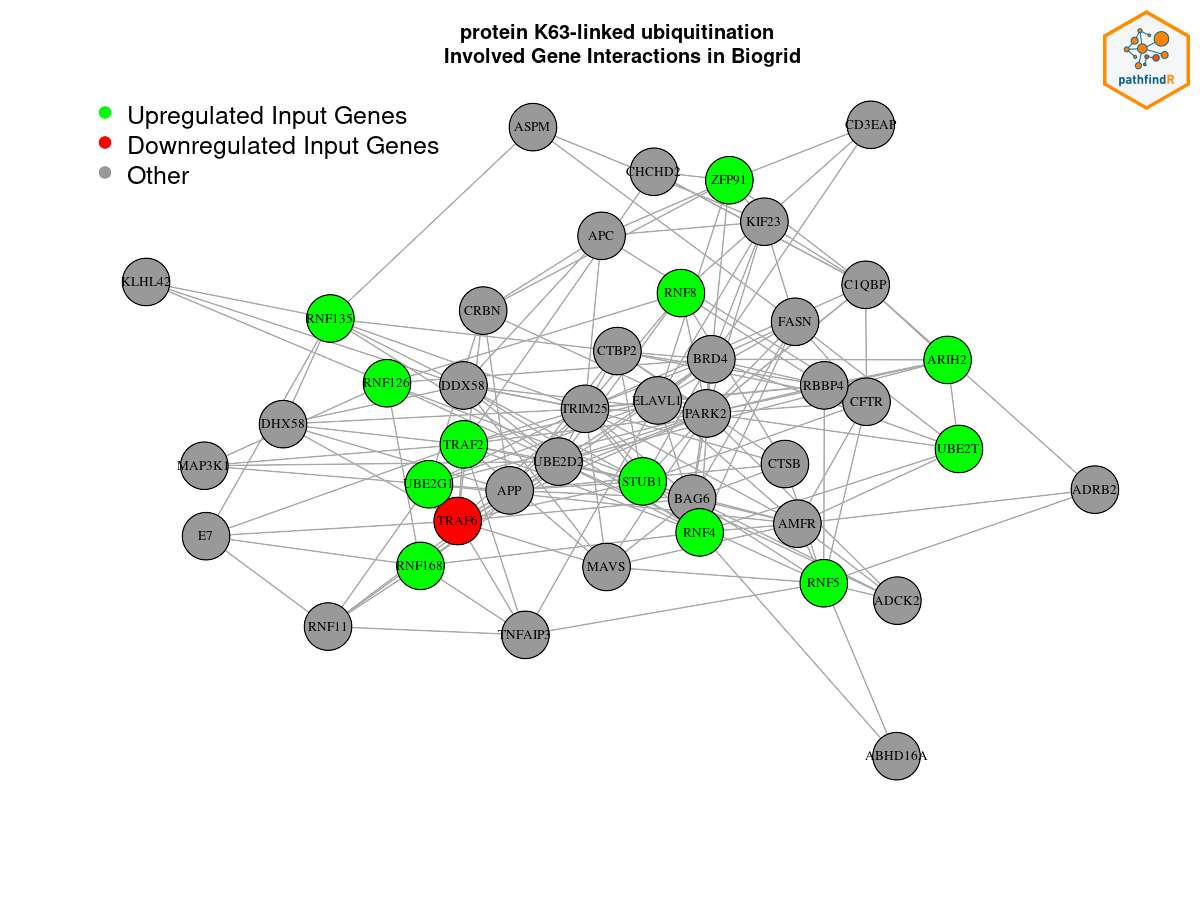 protein K63-linked ubiquitination
Involved Gene Interactions in Biogrid
pathfindR
Upregulated Input Genes
Downregulated Input Genes
Other
ASPM
CD3EAP
CHCHD2
ZFP91
KIF23
APC
KLHL42
C1QBP
RNF8
CRBN
RNF135
FASN
CTBP2
BRD4
ARIH2
RNF126
DDX58
RBBP4
CFTR
ELAVL1
TRIM25
PARK2
DHX58
TRAF2
UBE2T
MAP3K1
UBE2D2
CTSB
UBE2G1
STUB1
APP
ADRB2
BAG6
TRAF6
AMFR
RNF4
E7
RNF168
MAVS
RNF5
ADCK2
RNF11
TNFAIP3
ABHD16A